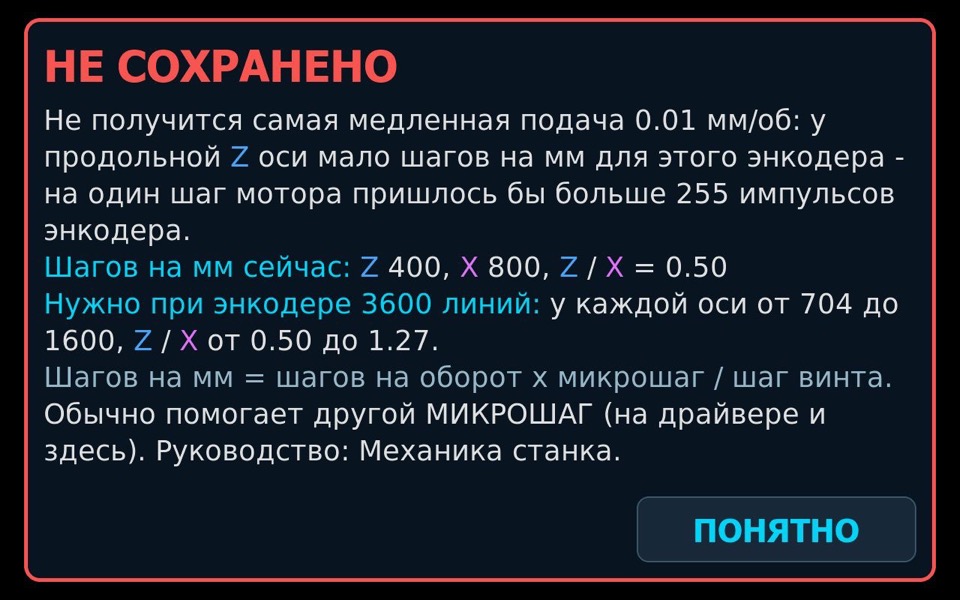 НЕ СОХРАНЕНО
Не получится самая медленная подача 0.01 мм/об: у
продольной Z оси мало шагов на мм для этого энкодера -
на один шаг мотора пришлось бы больше 255 импульсов
энкодера.
Шагов на мм сейчас: Z 400, X 800, Z / X = 0.50
Нужно при энкодере 3600 линий: у каждой оси от 704 до
1600, Z / X от 0.50 до 1.27.
Шагов на мм = шагов на оборот x микрошаг / шаг винта.
Обычно помогает другой МИКРОШАГ (на драйвере и
здесь). Руководство: Механика станка.
ПОНЯТНО